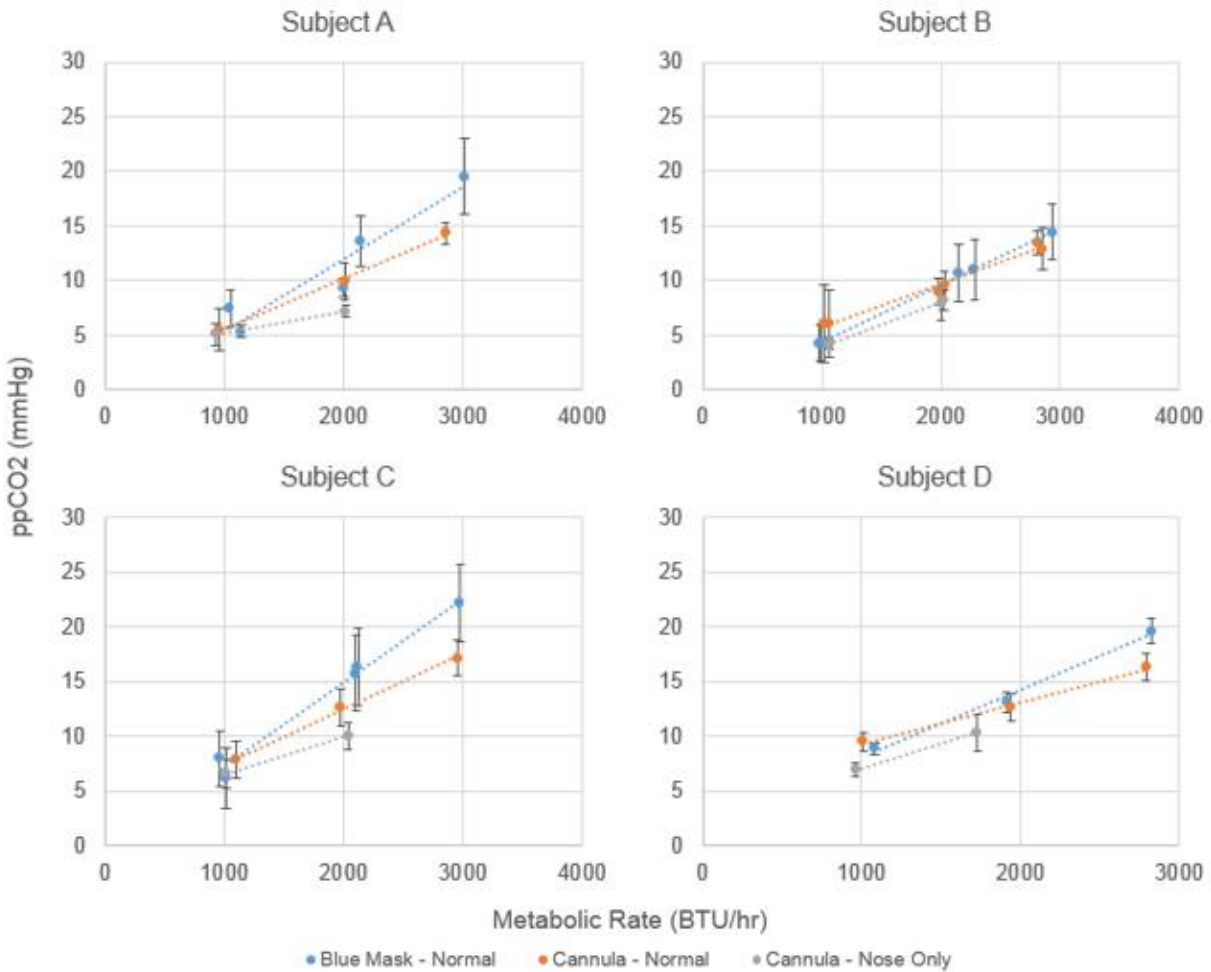 Subject A
30
25
20
15
10
5
0
0 1000 2000 3000 4000
Subject B
30
25
20
15
10
5
0
0 1000 2000 3000 4000
ppCO2 (mmHg)
Subject C
30
25
20
15
10
5
0
0 1000 2000 3000 4000
Subject D
30
25
20
15
10
5
0
0 1000 2000 3000
Metabolic Rate (BTU/hr)
Blue Mask - Normal Cannula - Normal Cannula - Nose Only